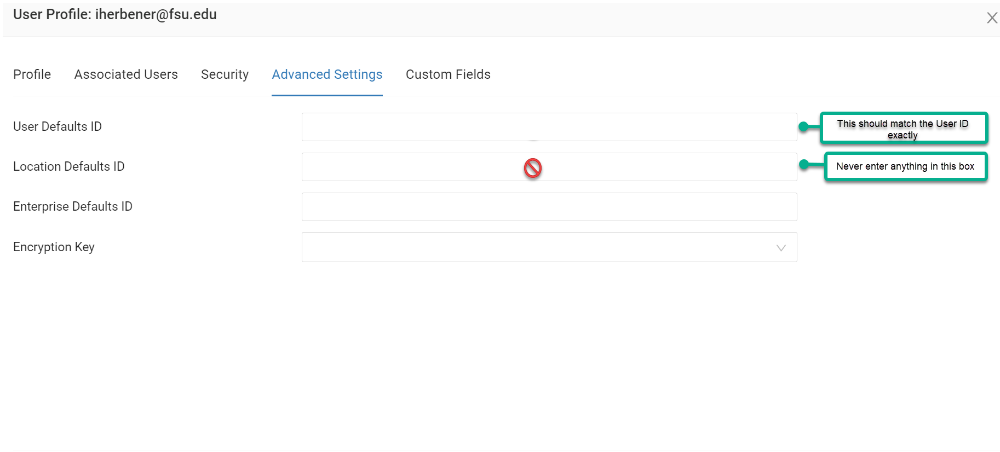 User Profile: iherbener@fsu.edu
Profile Associated Users Security Advanced Settings Custom Fields
User Defaults ID
This should match the User ID
exactly
Location Defaults ID
Never enter anything in this box
Enterprise Defaults ID
Encryption Key